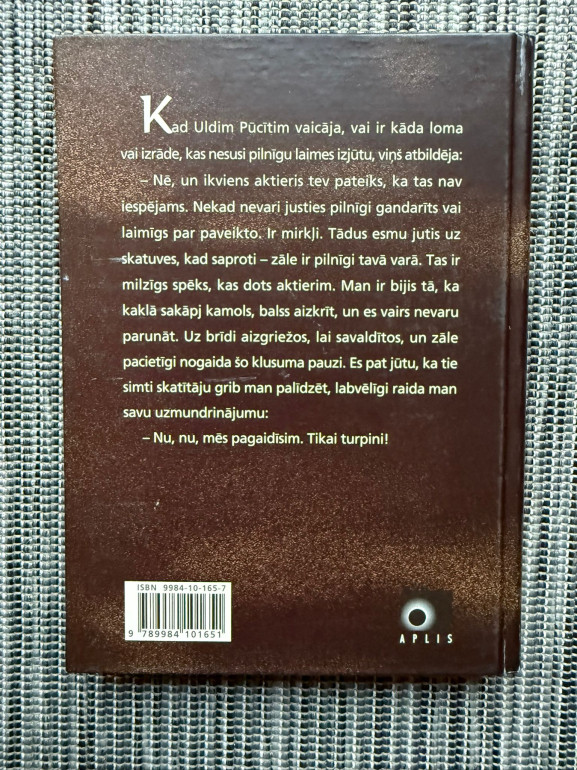 Kad Uldim Pūcītim vaicāja, vai ir kāda loma
vai izrāde, kas nesusi pilnīgu laimes izjūtu, viņš atbildēja:
– Nē, un ikviens aktieris tev pateiks, ka tas nav
iespējams. Nekad nevari justies pilnīgi gandarīts vai
laimīgs par paveikto. Ir mirkļi. Tādus esmu jutis uz
skatuves, kad saproti – zāle ir pilnīgi tavā varā. Tas ir
milzīgs spēks, kas dots aktierim. Man ir bijis tā, ka
kaklā sakāpj kamols, balss aizkrīt, un es vairs nevaru
parunāt. Uz brīdi aizgriežos, lai savaldītos, un zāle
pacietīgi nogaida šo klusuma pauzi. Es pat jūtu, ka tie
simti skatītāju grib man palīdzēt, labvēlīgi raida man
savu uzmundrinājumu:
– Nu, nu, mēs pagaidīsim. Tikai turpini!
ISBN 9984-10-165-7
9 789984 101651
APLIS